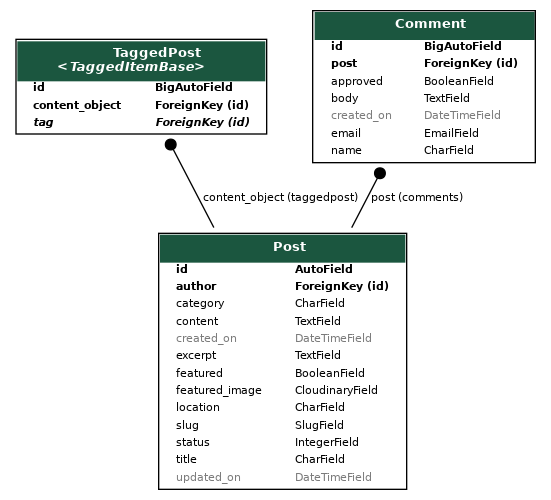 TaggedPost
<TaggedItemBase>
id BigAutoField
content_object ForeignKey (id)
tag ForeignKey (id)
Comment
id BigAutoField
post ForeignKey (id)
approved BooleanField
body TextField
created_on DateTimeField
email EmailField
name CharField
content_object (taggedpost)
post (comments)
Post
id AutoField
author ForeignKey (id)
category CharField
content TextField
created_on DateTimeField
excerpt TextField
featured BooleanField
featured_image CloudinaryField
location CharField
slug SlugField
status IntegerField
title CharField
updated_on DateTimeField